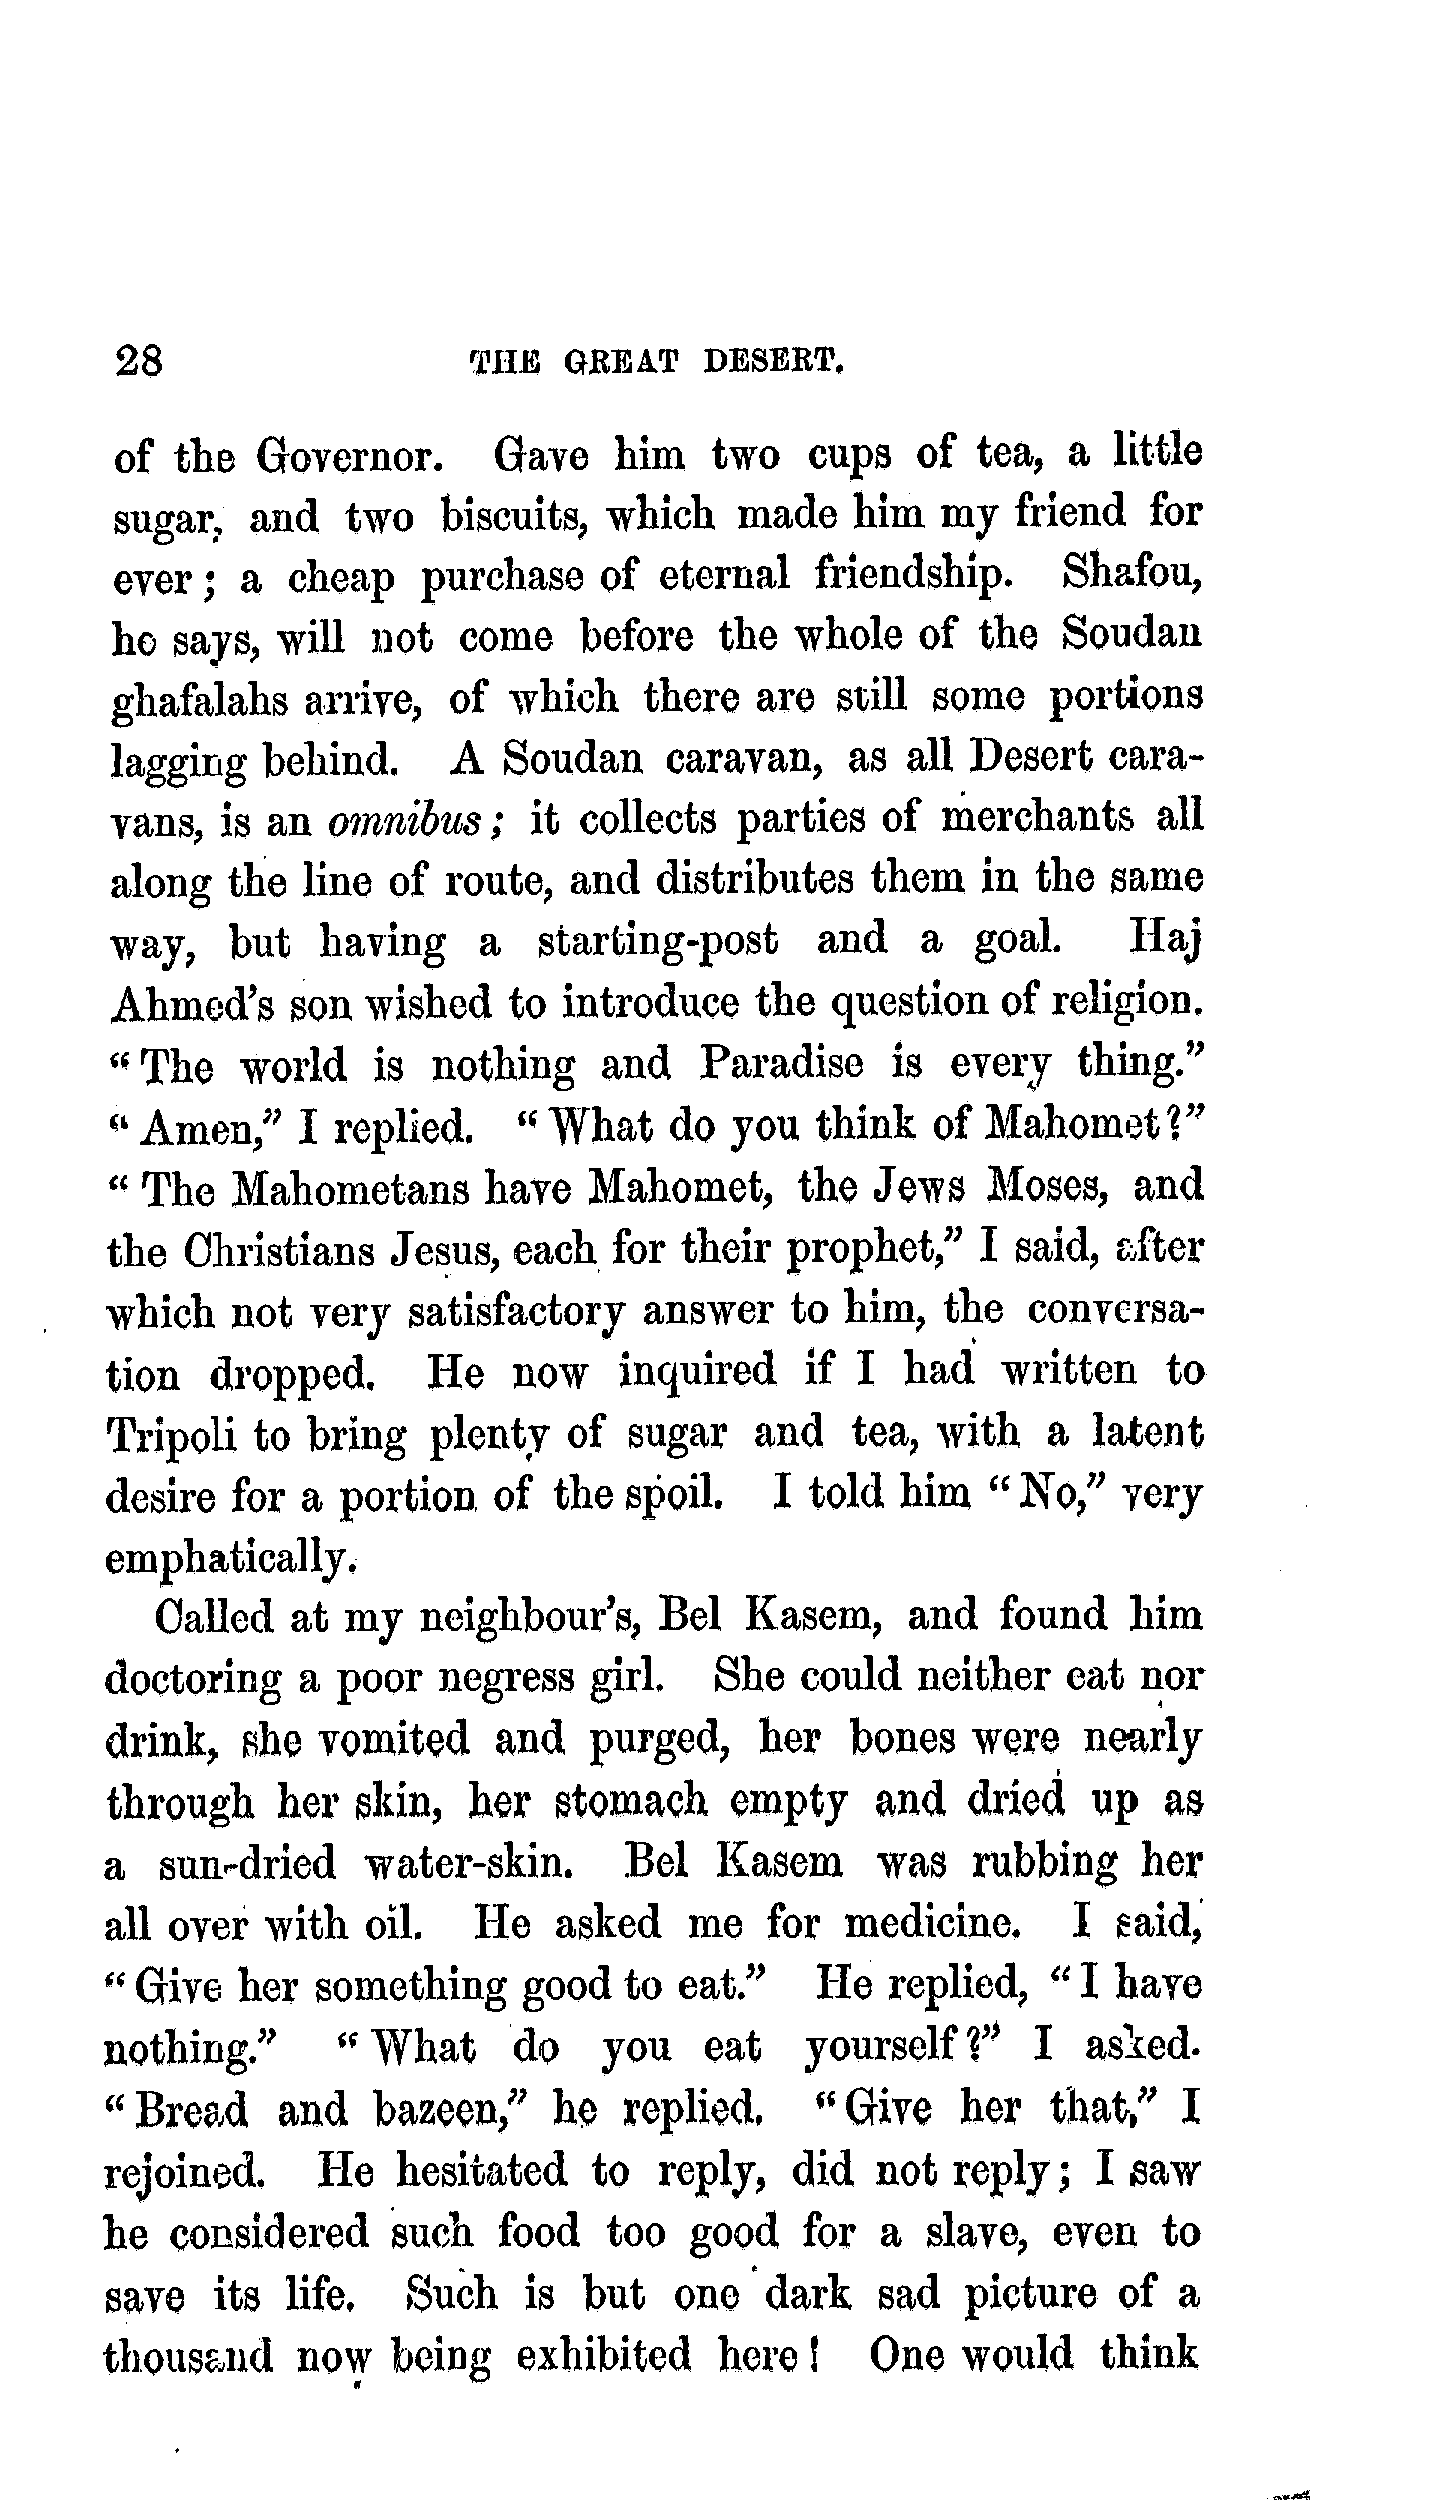 28 THE GREAT DESERT.
of the Governor. Gave him two cups of tea, a little
sugar, and two biscuits, which made him my friend for
ever; a cheap purchase of eternal friendship. Shafou,
he says, will not come before the whole of the Soudan
ghafalahs arrive, of which there are still some portions
lagging behind. A Soudan caravan, as all Desert cara-
vans, is an omnibus; it collects parties of merchants all
along the line of route, and distributes them in the same
way, but having a starting-post and a goal. Haj
Ahmed's son wished to introduce the question of religion.
"The world is nothing and Paradise is every thing."
"Amen," I replied. "What do you think of Mahomet?"
"The Mahometans have Mahomet, the Jews Moses, and
the Christians Jesus, each for their prophet," I said, after
which not very satisfactory answer to him, the conversa-
tion dropped. He now inquired if I had written to
Tripoli to bring plenty of sugar and tea, with a latent
desire for a portion of the spoil. I told him "No," very
emphatically.
Called at my neighbour's, Bel Kasem, and found him
doctoring a poor negress girl. She could neither eat nor
drink, she vomited and purged, her bones were nearly
through her skin, her stomach empty and dried up as
a sun-dried water-skin. Bel Kasem was rubbing her
all over with oil. He asked me for medicine. I said,
"Give her something good to eat." He replied, "I have
nothing." "What do you eat yourself?" I asked.
"Bread and bazeen," he replied. "Give her that," I
rejoined. He hesitated to reply, did not reply; I saw
he considered such food too good for a slave, even to
save its life. Such is but one dark sad picture of a
thousand now being exhibited here! One would think